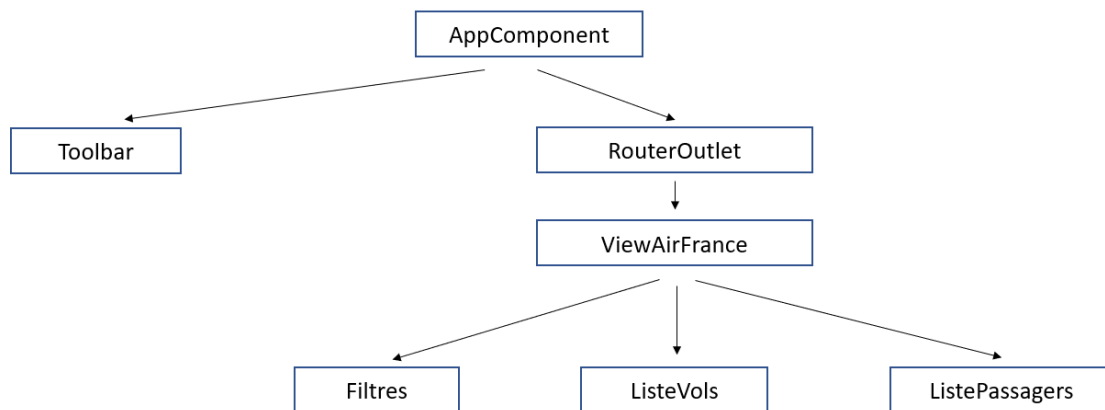 AppComponent
Toolbar
RouterOutlet
ViewAirFrance
Filtres
ListeVols
ListePassagers